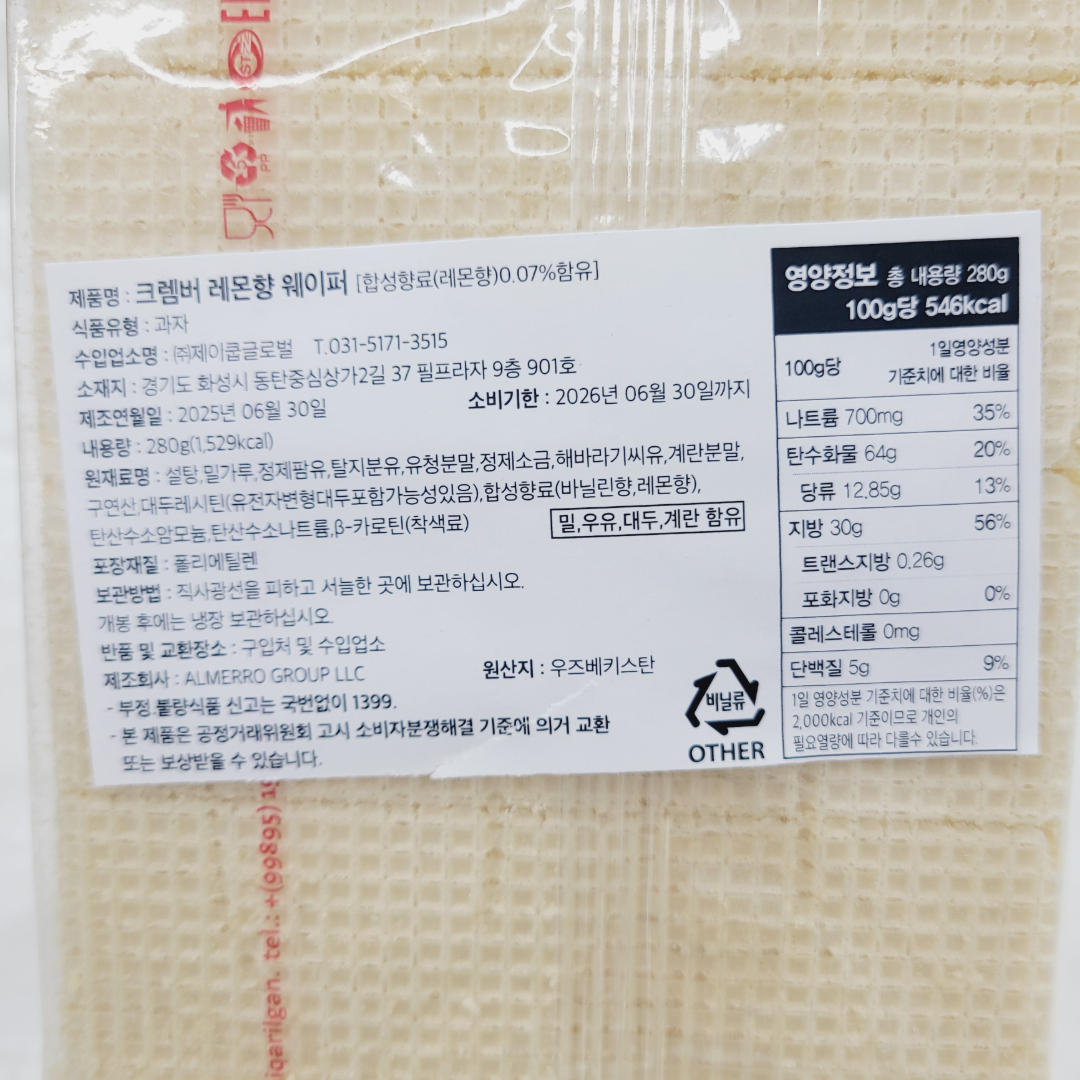 PP
제품명 : 크렘버 레몬향 웨이퍼 [합성향료(레몬향)0.07%함유]
식품유형 : 과자
수입업소명 : ㈜제이쿱글로벌 T.031-5171-3515
소재지 : 경기도 화성시 동탄중심상가2길 37 필프라자 9층 901호
제조연월일 : 2025년 06월 30일 소비기한 : 2026년 06월 30일까지
내용량 : 280g(1,529kcal)
원재료명 : 설탕,밀가루,정제팜유,탈지분유,유청분말,정제소금,해바라기씨유,계란분말,
구연산,대두레시틴(유전자변형대두포함가능성있음),합성향료(바닐린향,레몬향),
탄산수소암모늄,탄산수소나트륨,β-카로틴(착색료)
밀,우유,대두,계란 함유
포장재질 : 폴리에틸렌
보관방법 : 직사광선을 피하고 서늘한 곳에 보관하십시오.
개봉 후에는 냉장 보관하십시오.
반품 및 교환장소 : 구입처 및 수입업소
제조회사 : ALMERRO GROUP LLC 원산지 : 우즈베키스탄
- 부정.불량식품 신고는 국번없이 1399.
- 본 제품은 공정거래위원회 고시 소비자분쟁해결 기준에 의거 교환
또는 보상받을 수 있습니다.
비닐류
OTHER
영양정보 총 내용량 280g
100g당 546kcal
100g당 1일영양성분
기준치에 대한 비율
나트륨 700mg 35%
탄수화물 64g 20%
당류 12.85g 13%
지방 30g 56%
트랜스지방 0.26g
포화지방 0g 0%
콜레스테롤 0mg
단백질 5g 9%
1일 영양성분 기준치에 대한 비율(%)은
2,000kcal 기준이므로 개인의
필요열량에 따라 다를수 있습니다.
tel.: +(99895)